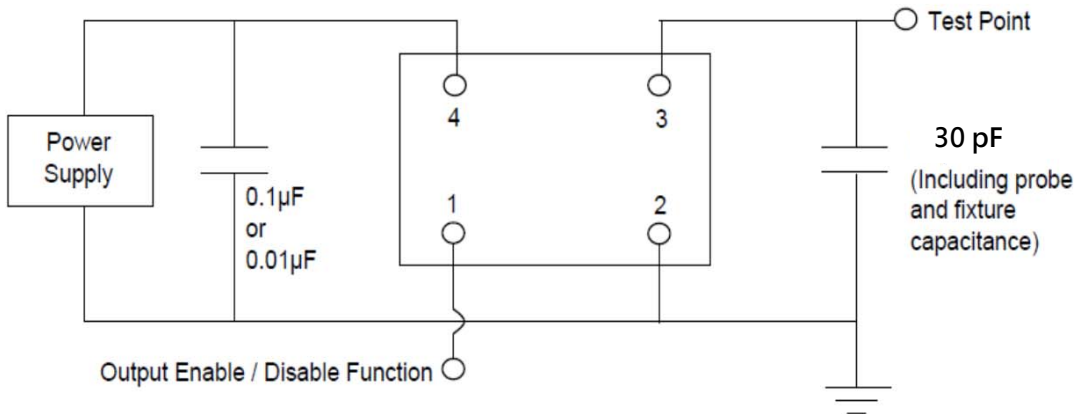 Test Point
4
3
Power
Supply
30 pF
(Including probe
and fixture
capacitance)
0.1µF
or
0.01µF
1
2
Output Enable / Disable Function